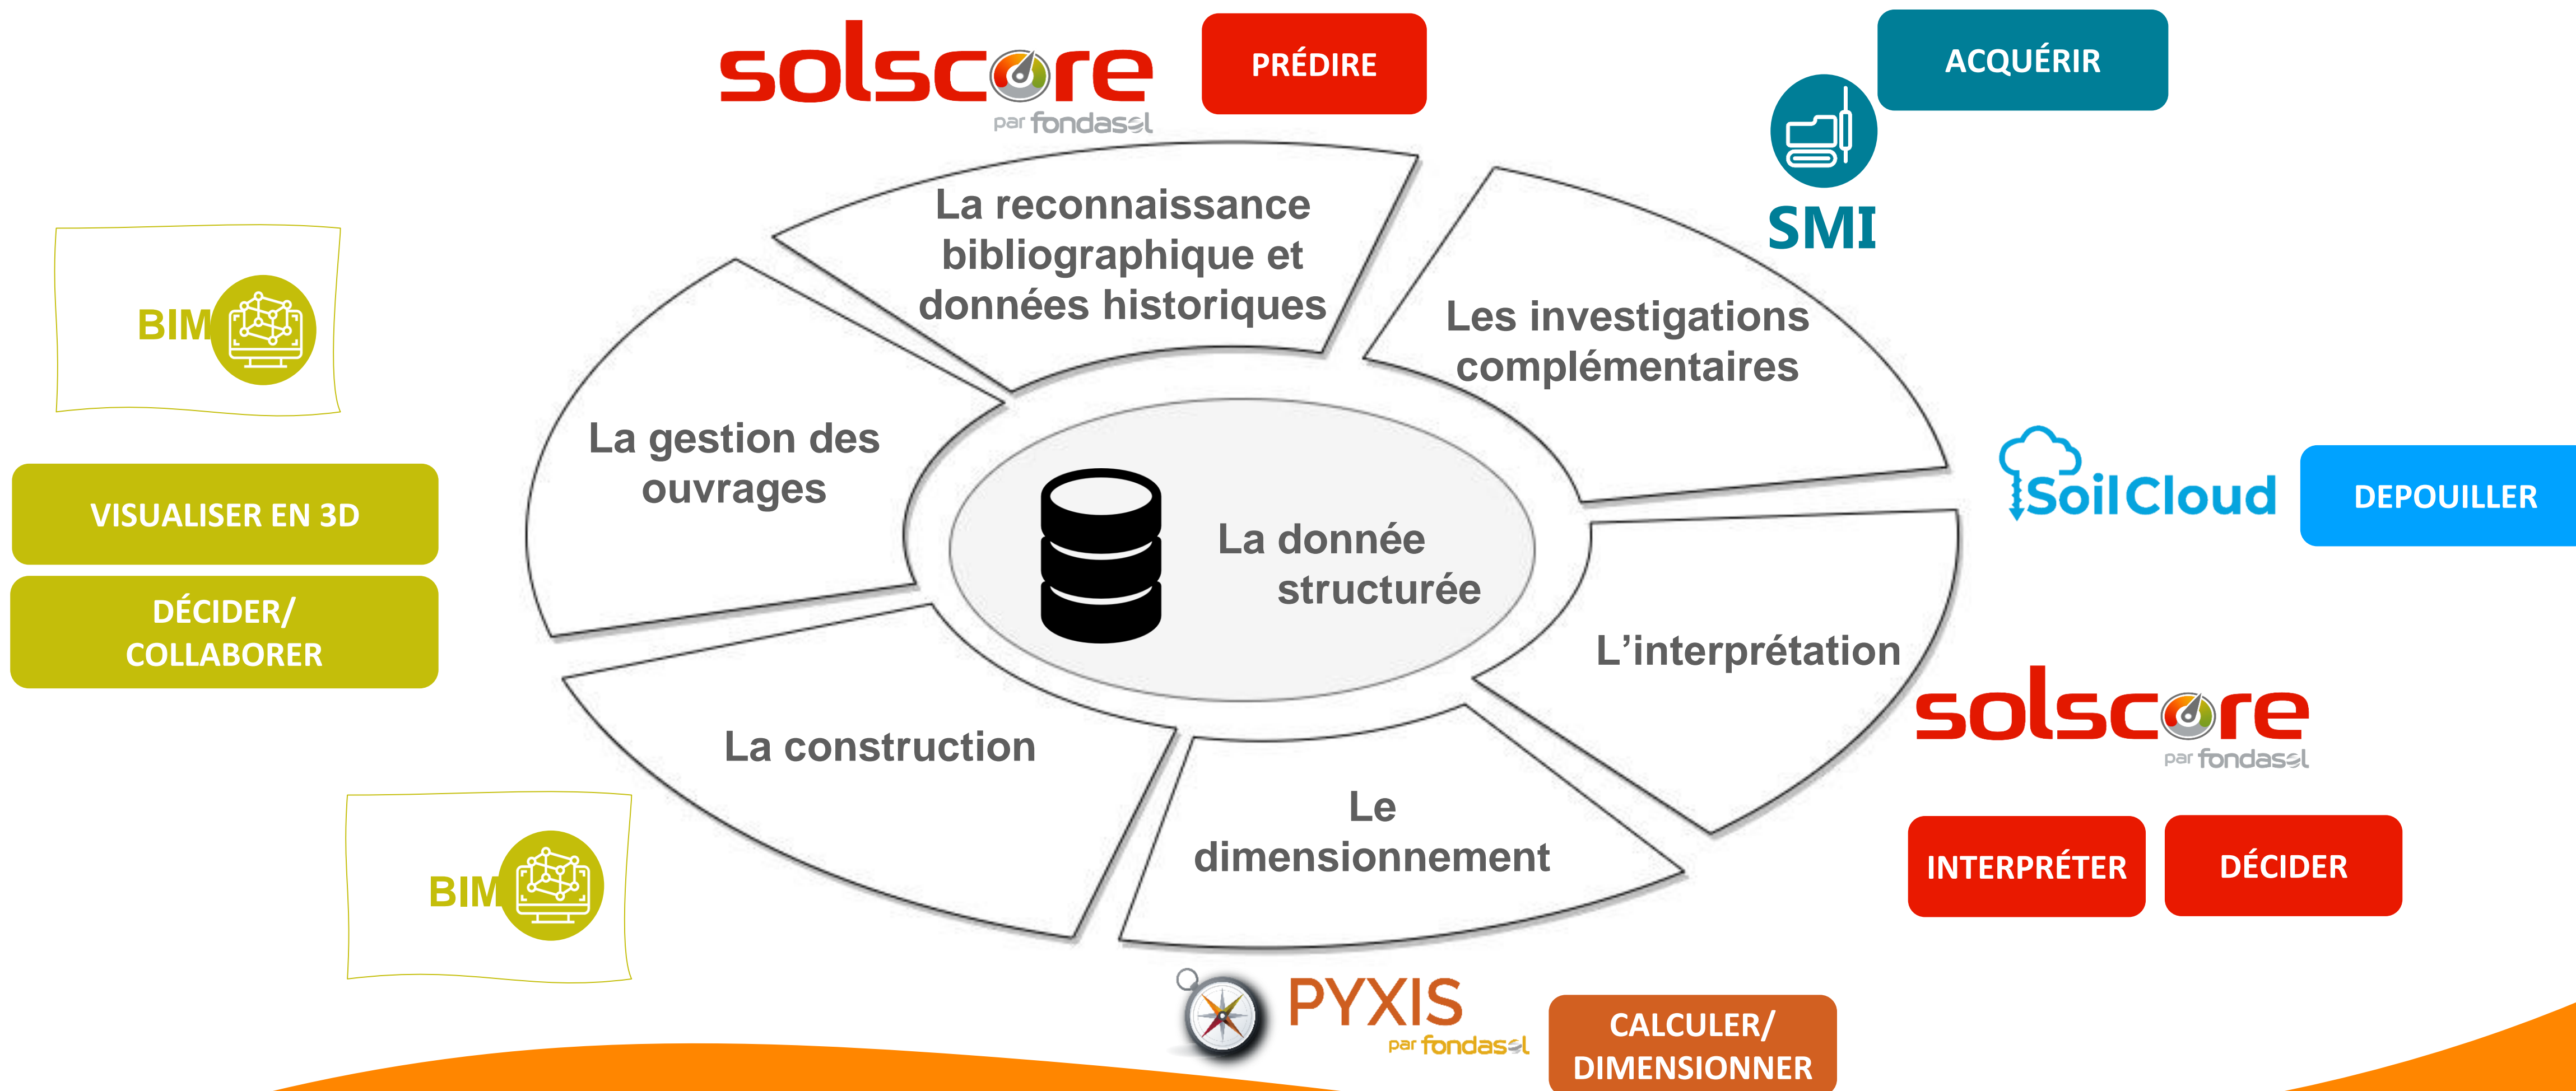 solscore
par fondasol
PRÉDIRE
ACQUÉRIR
SMI
La reconnaissance
bibliographique et
données historiques
Les investigations
complémentaires
BIM
La gestion des
ouvrages
VISUALISER EN 3D
DÉCIDER/
COLLABORER
SoilCloud
DEPOUILLER
La donnée
structurée
L’interprétation
solscore
par fondasol
INTERPRÉTER
DÉCIDER
La construction
Le
dimensionnement
BIM
PYXIS
par fondasol
CALCULER/
DIMENSIONNER